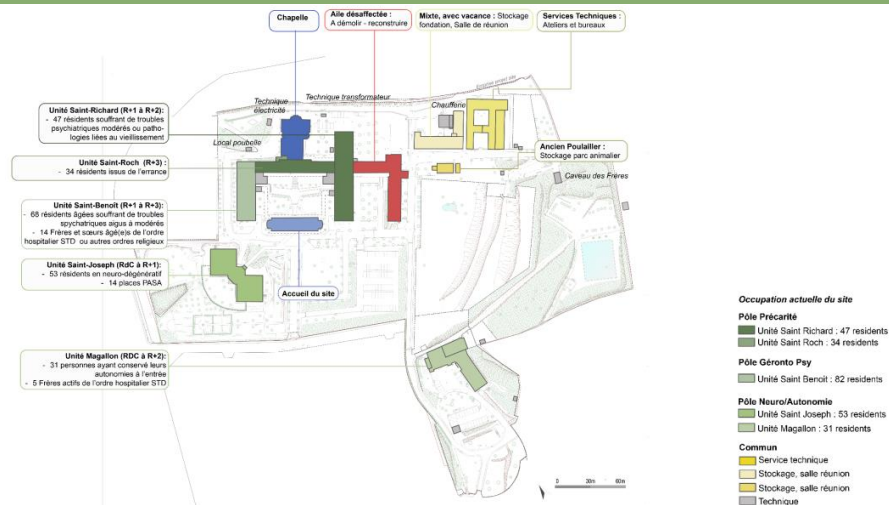 Chapelle
Aile désaffectée :
A démolir - reconstruire
Mixte, avec vacance : Stockage
fondation, Salle de réunion
Services Techniques :
Ateliers et bureaux
Technique transformateur
Technique
électricité
Chaufferie
Local poubelle
Unité Saint-Richard (R+1 à R+2):
- 47 résidents souffrant de troubles
psychiatriques modérés ou patho-
logies liées au vieillissement
Unité Saint-Roch (R+3) :
- 34 résidents issus de l'errance
Ancien Poulailler :
Stockage parc animalier
Caveau des Frères
Unité Saint-Benoît (R+1 à R+3):
- 68 résidents âgées souffrant de troubles
spychatriques aigus à modérés
- 14 Frères et sœurs âgé(e)s de l'ordre
hospitalier STD ou autres ordres religieux
Unité Saint-Joseph (RdC à R+1):
- 53 résidents en neuro-dégénératif
- 14 places PASA
Accueil du site
Unité Magallon (RDC à R+2):
- 31 personnes ayant conservé leurs
autonomies à l'entrée
- 5 Frères actifs de l'ordre hospitalier STD
Occupation actuelle du site
Pôle Précarité
Unité Saint Richard : 47 residents
Unité Saint Roch : 34 residents
Pôle Géronto Psy
Unité Saint Benoit : 82 residents
Pôle Neuro/Autonomie
Unité Saint Joseph : 53 residents
Unité Magallon : 31 residents
Commun
Service technique
Stockage, salle réunion
Stockage, salle réunion
Technique
0 20m 60m